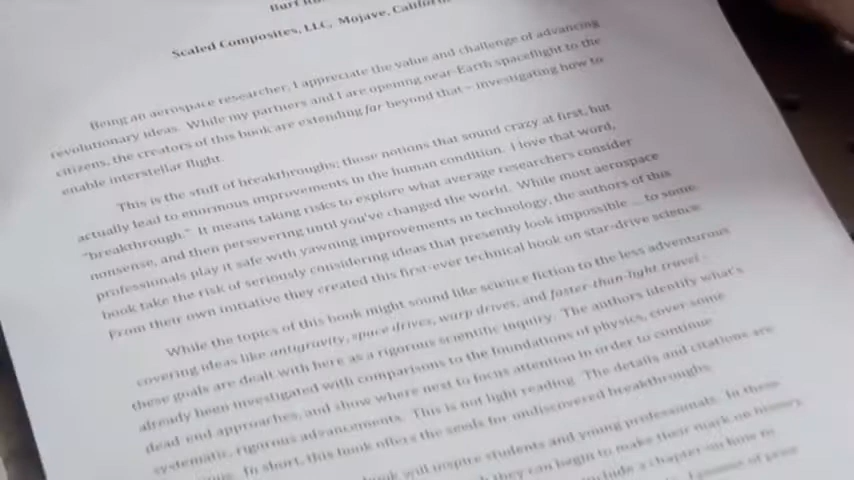 Burt
Scaled Composites, LLC, Mojave, Californ
Being an aerospace researcher, I appreciate the value and challenge of advancing
revolutionary ideas. While my partners and I are opening near-Earth spaceflight to the
citizens, the creators of this book are extending far beyond that – investigating how to
enable interstellar flight.
This is the stuff of breakthroughs; those notions that sound crazy at first, but
actually lead to enormous improvements in the human condition. I love that word,
"breakthrough." It means taking risks to explore what average researchers consider
nonsense, and then persevering until you've changed the world. While most aerospace
professionals play it safe with yawning improvements in technology, the authors of this
book take the risk of seriously considering ideas that presently look impossible ... to some.
From their own initiative they created this first-ever technical book on star-drive science.
While the topics of this book might sound like science fiction to the less adventurous
covering ideas like antigravity, space drives, warp drives, and faster-than-light travel -
these goals are dealt with here as a rigorous scientific inquiry. The authors identify what's
already been investigated with comparisons to the foundations of physics, cover some
dead end approaches, and show where next to focus attention in order to continue
systematic, rigorous advancements. This is not light reading. The details and citations are
In short, this book offers the seeds for undiscovered breakthroughs.
book will inspire students and young professionals. In these
they can begin to make their mark on history
include a chapter on how to